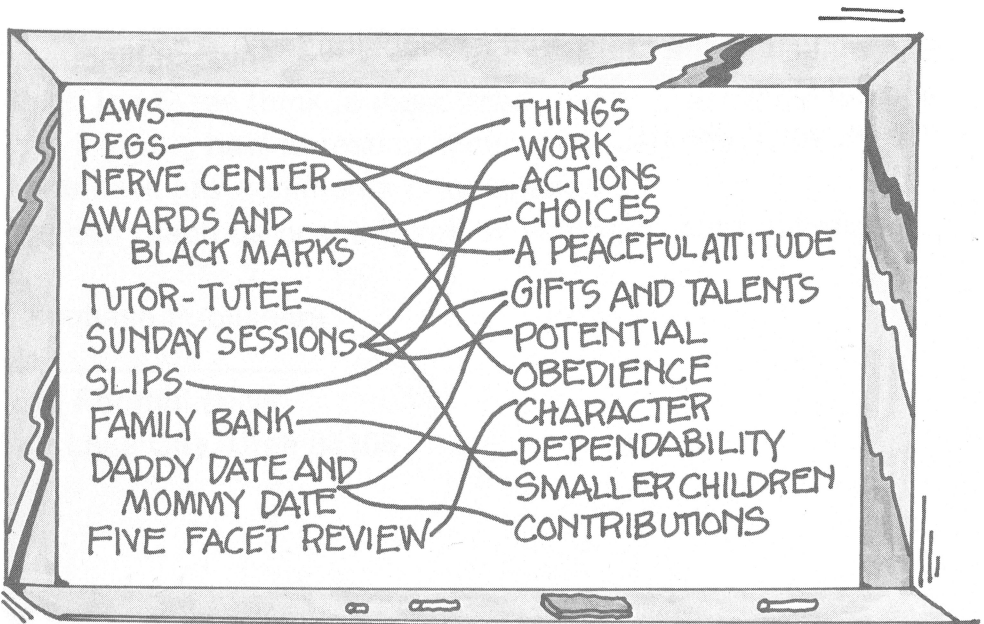 LAWS
PEGS
NERVE CENTER
AWARDS AND
BLACK MARKS
TUTOR-TUTEE
SUNDAY SESSIONS
SLIPS
FAMILY BANK
DADDY DATE AND
MOMMY DATE
FIVE FACET REVIEW
THINGS
WORK
ACTIONS
CHOICES
A PEACEFUL ATTITUDE
GIFTS AND TALENTS
POTENTIAL
OBEDIENCE
CHARACTER
DEPENDABILITY
SMALLER CHILDREN
CONTRIBUTIONS